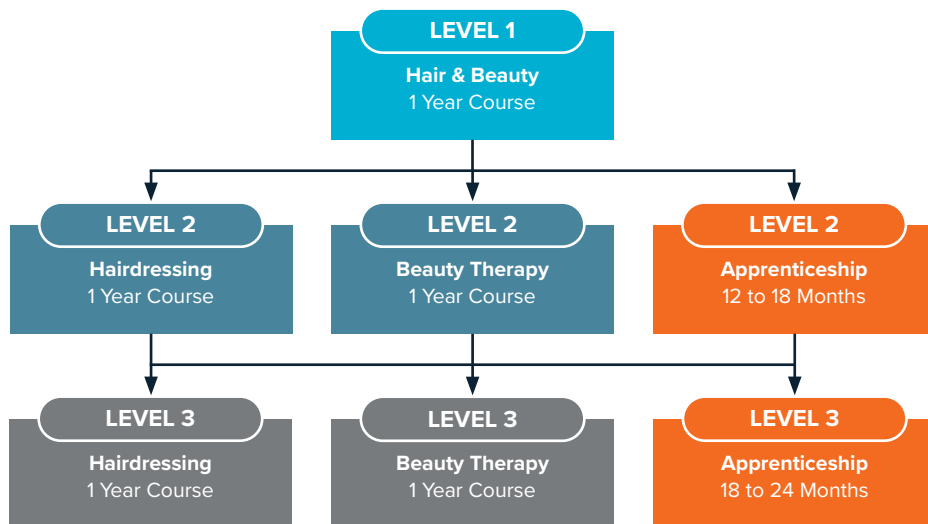 LEVEL 1
Hair & Beauty
1 Year Course
LEVEL 2
Hairdressing
1 Year Course
LEVEL 2
Beauty Therapy
1 Year Course
LEVEL 2
Apprenticeship
12 to 18 Months
LEVEL 3
Hairdressing
1 Year Course
LEVEL 3
Beauty Therapy
1 Year Course
LEVEL 3
Apprenticeship
18 to 24 Months